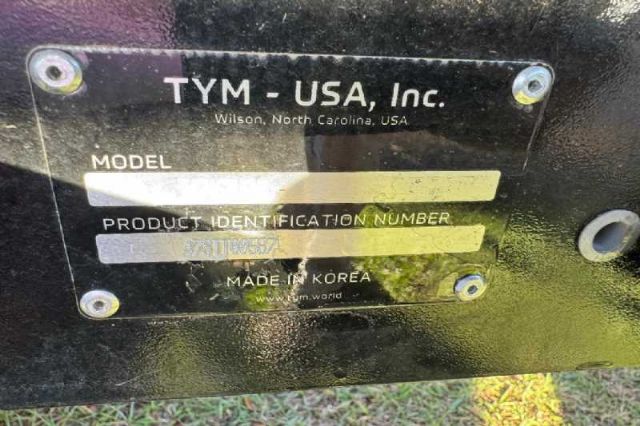 TYM - USA, Inc.
Wilson, North Carolina, USA
MODEL
PRODUCT IDENTIFICATION NUMBER
MADE IN KOREA
www.tym.world